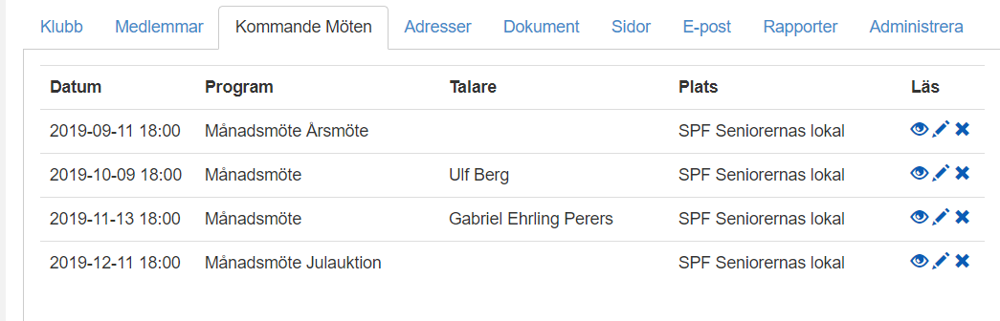 Klubb Medlemmar Kommande Möten Adresser Dokument Sidor E-post Rapporter Administrera
Datum Program Talare Plats Läs
2019-09-11 18:00 Månadsmöte Årsmöte SPF Seniorernas lokal
2019-10-09 18:00 Månadsmöte Ulf Berg SPF Seniorernas lokal
2019-11-13 18:00 Månadsmöte Gabriel Ehrling Perers SPF Seniorernas lokal
2019-12-11 18:00 Månadsmöte Julauktion SPF Seniorernas lokal